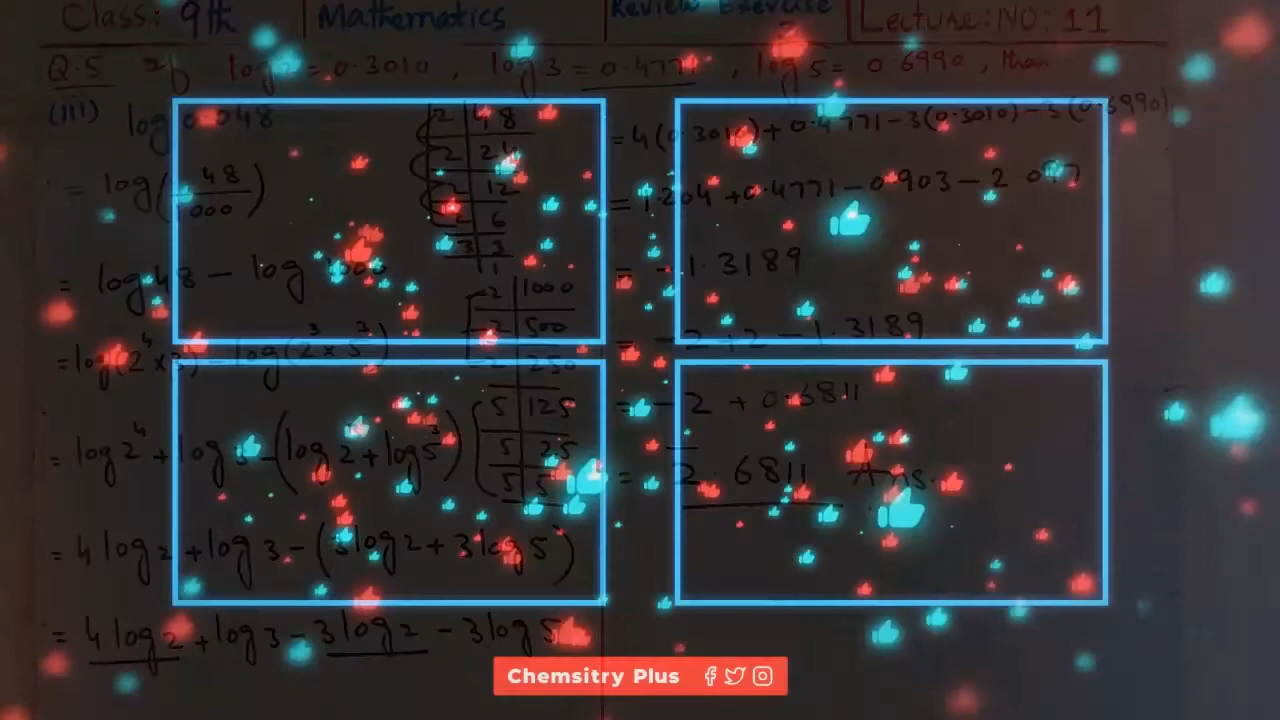 Class: 9th Mathematics Review Exercise Lecture: NO: 11
Q.5 If log 2 = 0.3010 , log 3 = 0.4771 , log 5 = 0.6990 , then
(iii) log 0.048
= log( 48 / 000 )
= log 48 - log 1000
= log(2⁴ x 3) - log(2³ x 5³)
= log 2⁴ + log 3 - (log 2 + log 5³)
= 4 log 2 + log 3 - (3 log 2 + 3 log 5)
= 4 log 2 + log 3 - 3 log 2 - 3 log 5
2 | 48
2 | 24
2 | 12
2 | 6
3 | 3
1
2 | 1000
2 | 500
2 | 250
5 | 125
5 | 25
5 | 5
= 4(0.3010) + 0.4771 - 3(0.3010) - 3(0.6990)
= 1.204 + 0.4771 - 0.903 - 2.097
= - 1.3189
= -2 + 2 - 1.3189
= -2 + 0.6811
= 2̅.6811 Ans.
Chemsitry Plus